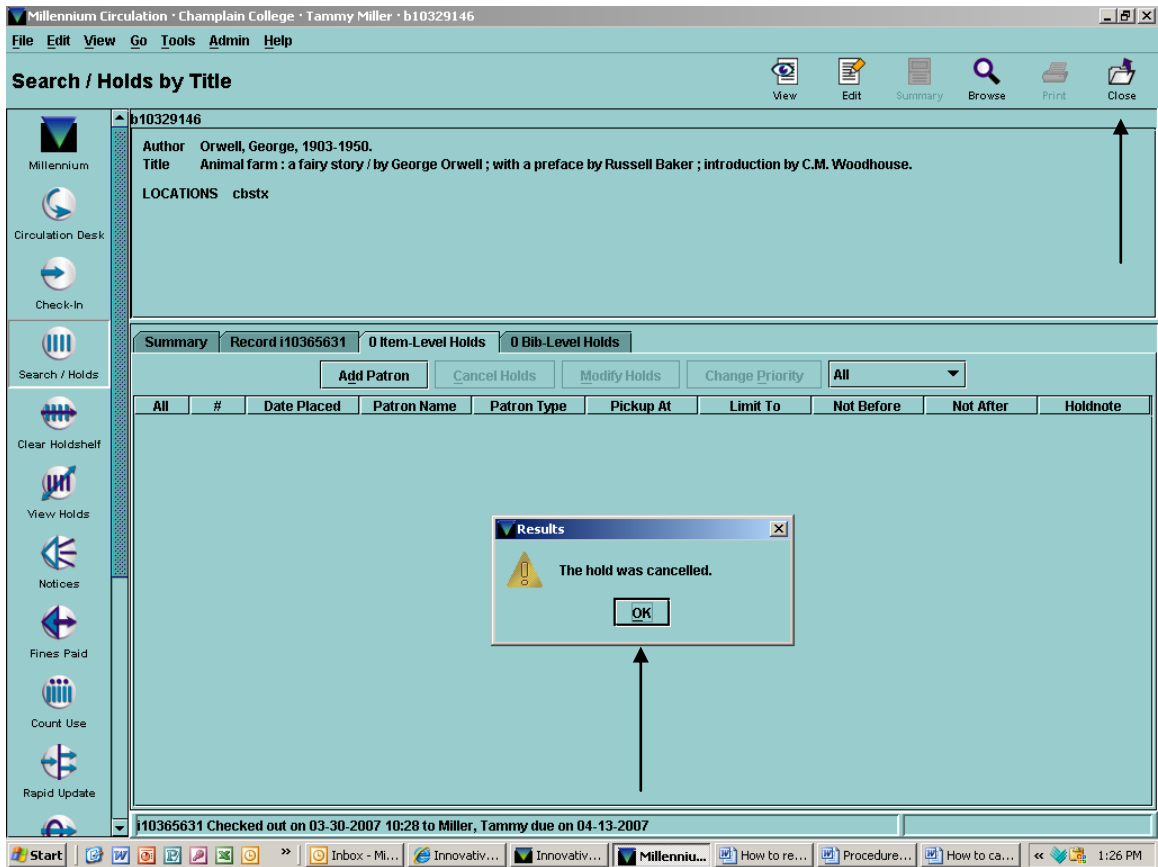 Millennium Circulation · Champlain College · Tammy Miller · b10329146
File Edit View Go Tools Admin Help
Search / Holds by Title
View Edit Summary Browse Print Close
Millennium
Circulation Desk
Check-In
Search / Holds
Clear Holdshelf
View Holds
Notices
Fines Paid
Count Use
Rapid Update
b10329146
Author Orwell, George, 1903-1950.
Title Animal farm : a fairy story / by George Orwell ; with a preface by Russell Baker ; introduction by C.M. Woodhouse.
LOCATIONS cbstx
Summary Record i10365631 0 Item-Level Holds 0 Bib-Level Holds
Add Patron Cancel Holds Modify Holds Change Priority All
All # Date Placed Patron Name Patron Type Pickup At Limit To Not Before Not After Holdnote
Results
The hold was cancelled.
OK
i10365631 Checked out on 03-30-2007 10:28 to Miller, Tammy due on 04-13-2007
Start » Inbox - Mi... Innovativ... Innovativ... Millenniu... How to re... Procedure... How to ca... « 1:26 PM